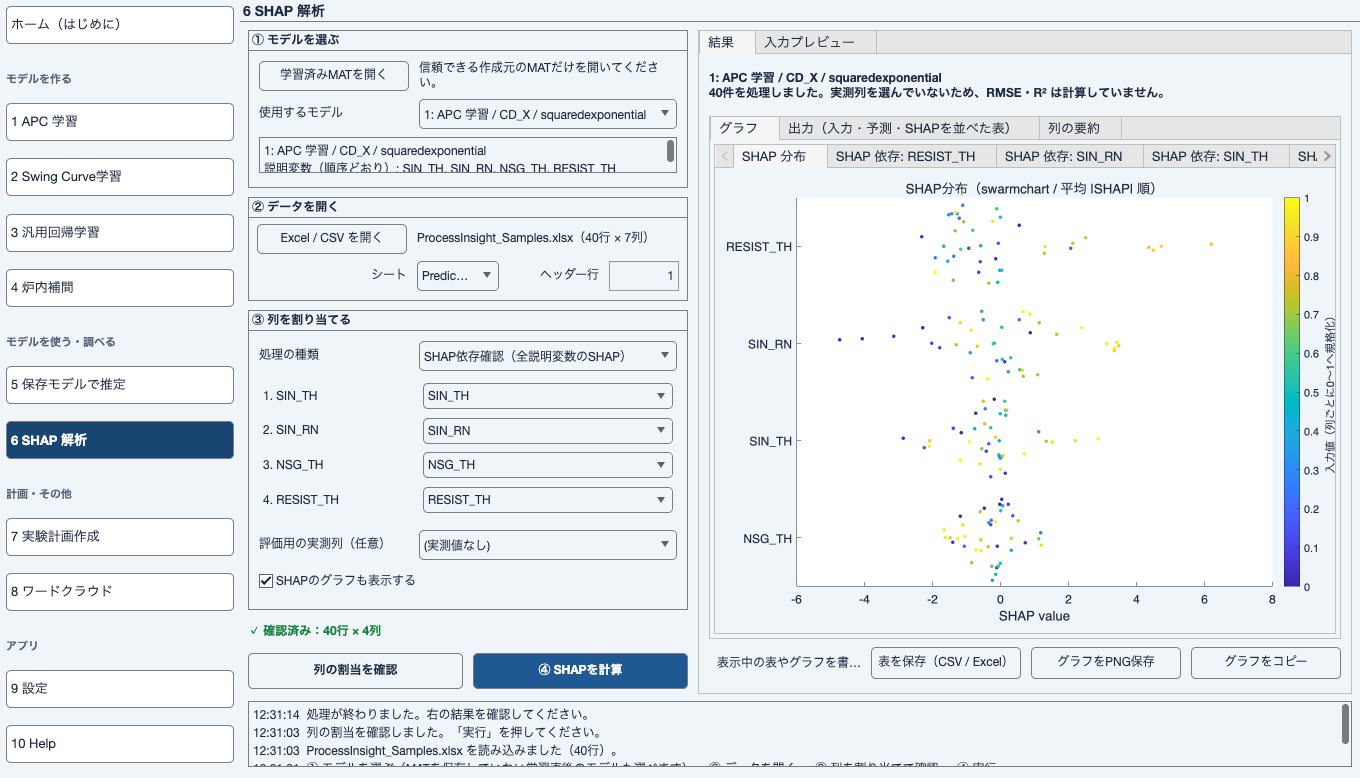 ホーム（はじめに）
モデルを作る
1 APC 学習
2 Swing Curve学習
3 汎用回帰学習
4 炉内補間
モデルを使う・調べる
5 保存モデルで推定
6 SHAP 解析
計画・その他
7 実験計画作成
8 ワードクラウド
アプリ
9 設定
10 Help
6 SHAP 解析
① モデルを選ぶ
学習済みMATを開く
信頼できる作成元のMATだけを開いてくださ
い。
使用するモデル
1: APC 学習 / CD_X / squaredexponential
1: APC 学習 / CD_X / squaredexponential
説明変数（順序どおり）: SIN_TH, SIN_RN, NSG_TH, RESIST_TH
② データを開く
Excel / CSV を開く
ProcessInsight_Samples.xlsx（40行 × 7列）
シート
Predic...
ヘッダー行
1
③ 列を割り当てる
処理の種類
SHAP依存確認（全説明変数のSHAP）
1. SIN_TH
SIN_TH
2. SIN_RN
SIN_RN
3. NSG_TH
NSG_TH
4. RESIST_TH
RESIST_TH
評価用の実測列（任意）
(実測値なし)
SHAPのグラフも表示する
✓ 確認済み：40行 × 4列
列の割当を確認
④ SHAPを計算
結果
入力プレビュー
1: APC 学習 / CD_X / squaredexponential
40件を処理しました。実測列を選んでいないため、RMSE・R² は計算していません。
グラフ
出力（入力・予測・SHAPを並べた表）
列の要約
SHAP 分布
SHAP 依存: RESIST_TH
SHAP 依存: SIN_RN
SHAP 依存: SIN_TH
SHAP分布（swarmchart / 平均 |SHAP| 順）
RESIST_TH
SIN_RN
SIN_TH
NSG_TH
-6
-4
-2
0
2
4
6
8
SHAP value
1
0.9
0.8
0.7
0.6
0.5
0.4
0.3
0.2
0.1
0
入力値（列ごとに0〜1へ規格化）
表示中の表やグラフを書...
表を保存（CSV / Excel）
グラフをPNG保存
グラフをコピー
12:31:14 処理が終わりました。右の結果を確認してください。
12:31:03 列の割当を確認しました。「実行」を押してください。
12:31:03 ProcessInsight_Samples.xlsx を読み込みました（40行）。